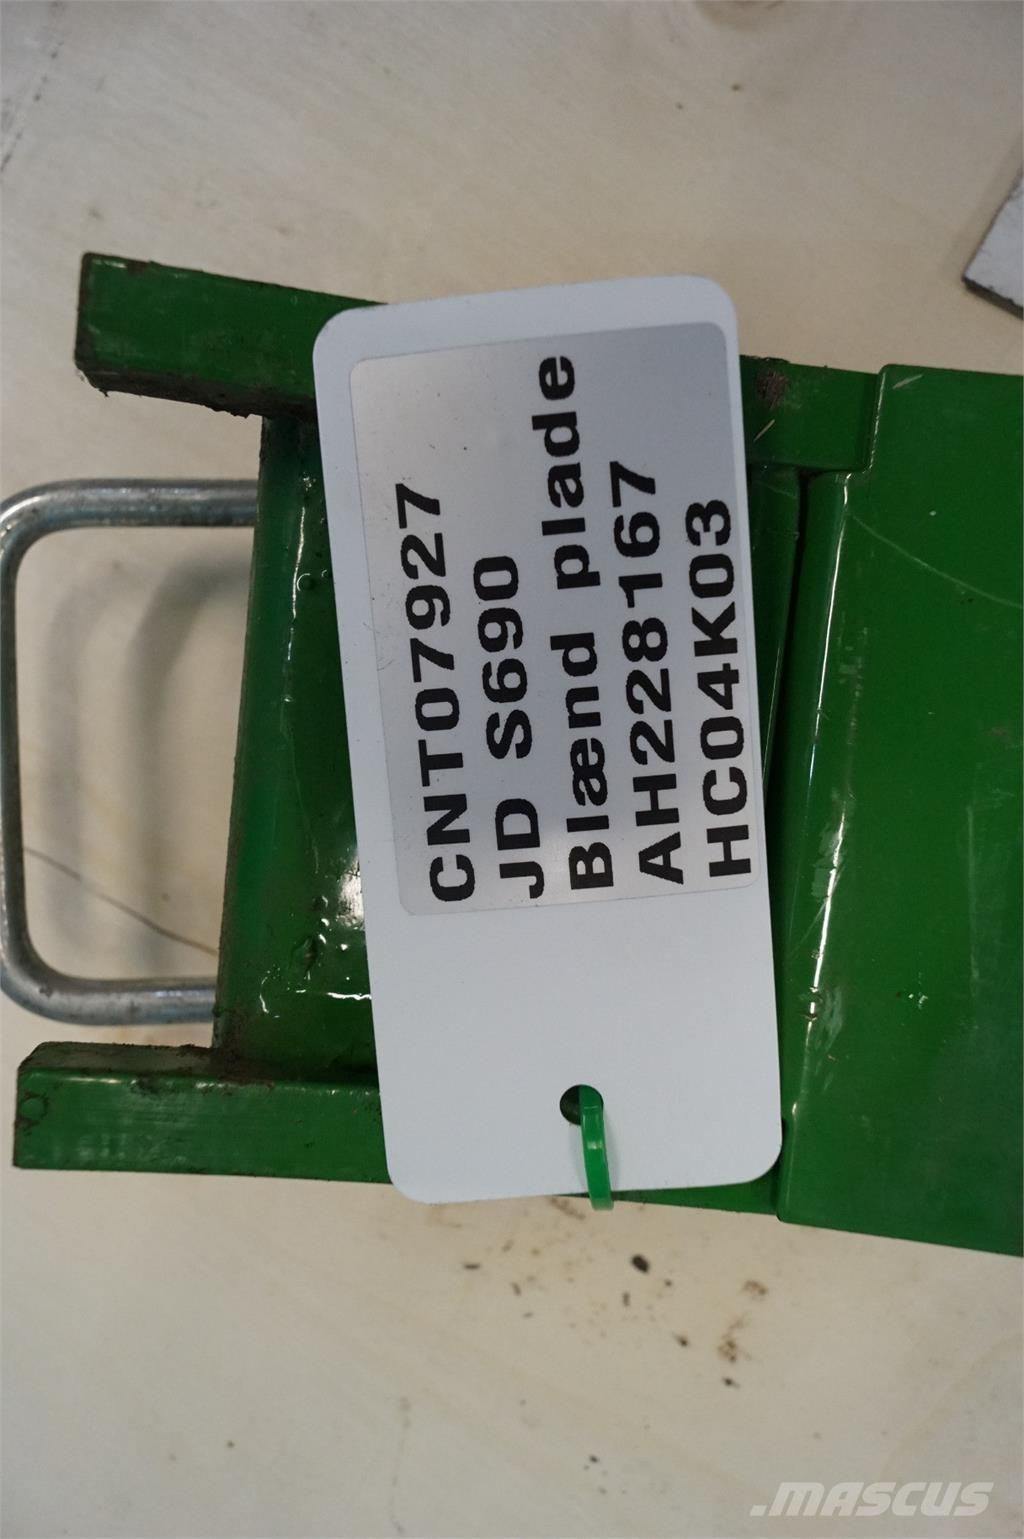 CNT07927
JD S690
Blænd plade
AH228167
HC04K03
.MASCUS